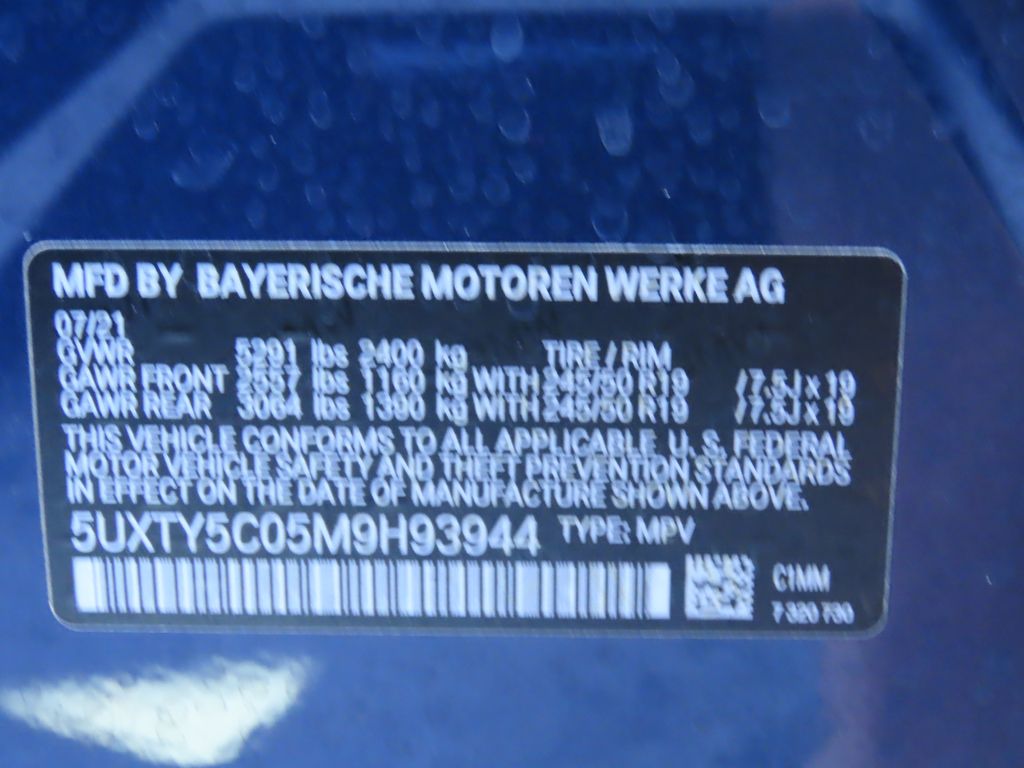 MFD BY BAYERISCHE MOTOREN WERKE AG
07/21
GVWR 5291 lbs 2400 kg TIRE / RIM
GAWR FRONT 2557 lbs 1160 kg WITH 245/50 R19 /7.5J x 19
GAWR REAR 3064 lbs 1390 kg WITH 245/50 R19 /7.5J x 19
THIS VEHICLE CONFORMS TO ALL APPLICABLE U. S. FEDERAL
MOTOR VEHICLE SAFETY AND THEFT PREVENTION STANDARDS
IN EFFECT ON THE DATE OF MANUFACTURE SHOWN ABOVE.
5UXTY5C05M9H93944 TYPE: MPV
C1MM
7 320 730